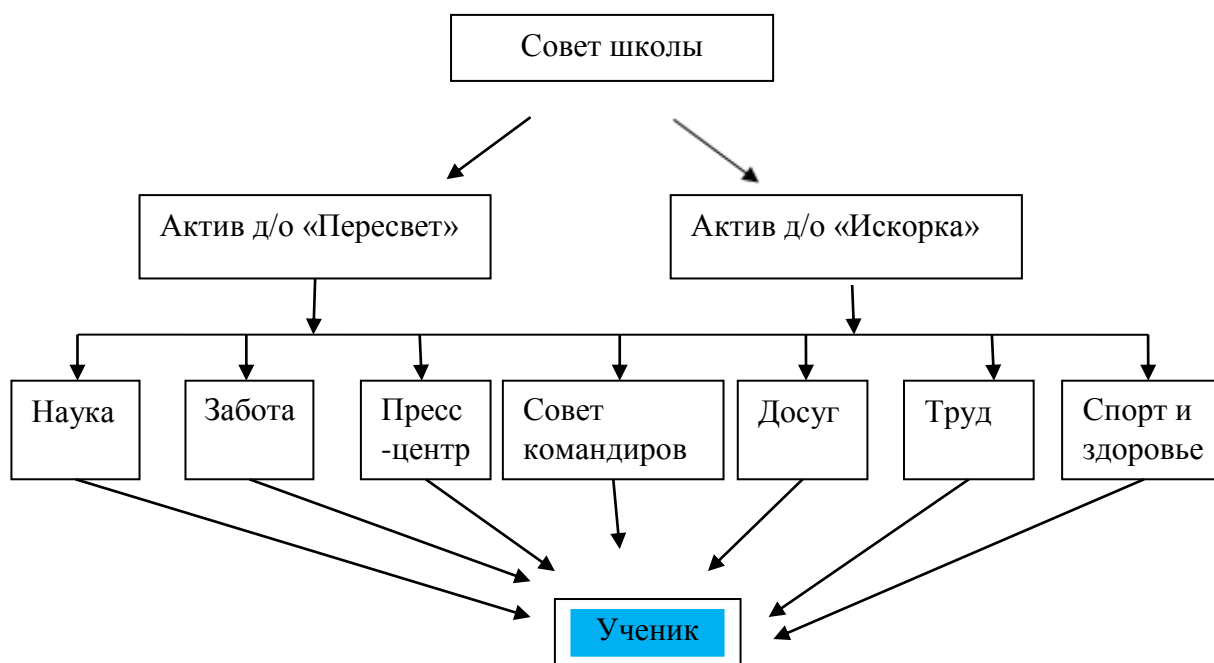 Совет школы
Актив д/о «Пересвет»
Актив д/о «Искорка»
Наука
Забота
Пресс
-центр
Совет
командиров
Досуг
Труд
Спорт и
здоровье
Ученик